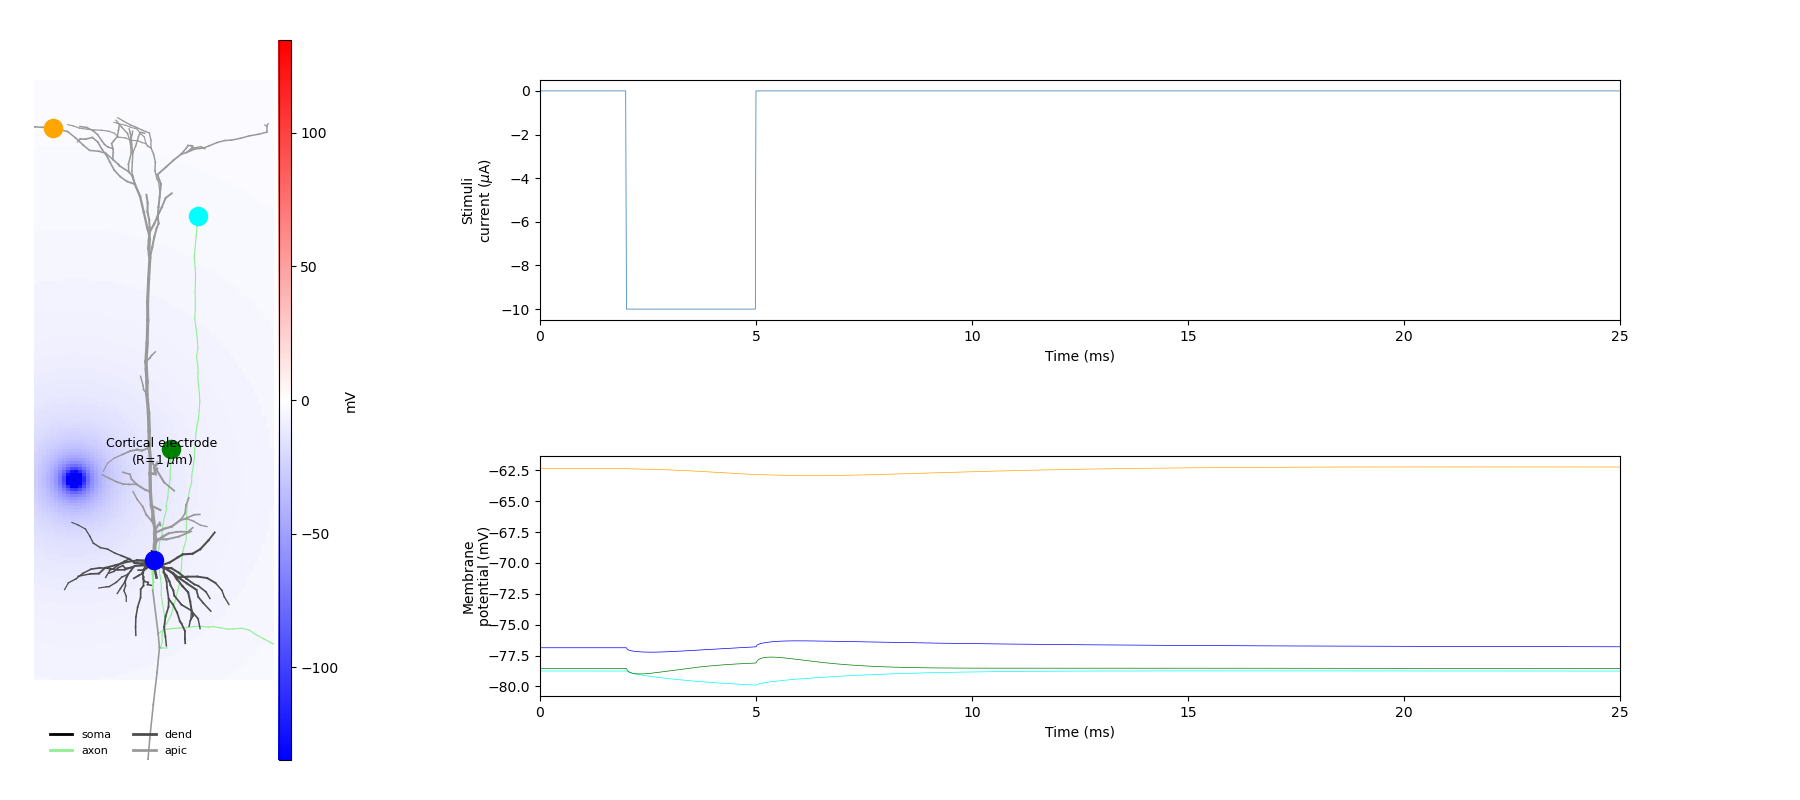 Cortical electrode
(R=1 μm)
soma
dend
axon
apic
100
50
0
−50
−100
mV
0
−2
−4
−6
−8
−10
Stimuli
current (μA)
0
5
10
15
20
25
Time (ms)
−62.5
−65.0
−67.5
−70.0
−72.5
−75.0
−77.5
−80.0
Membrane
potential (mV)
0
5
10
15
20
25
Time (ms)